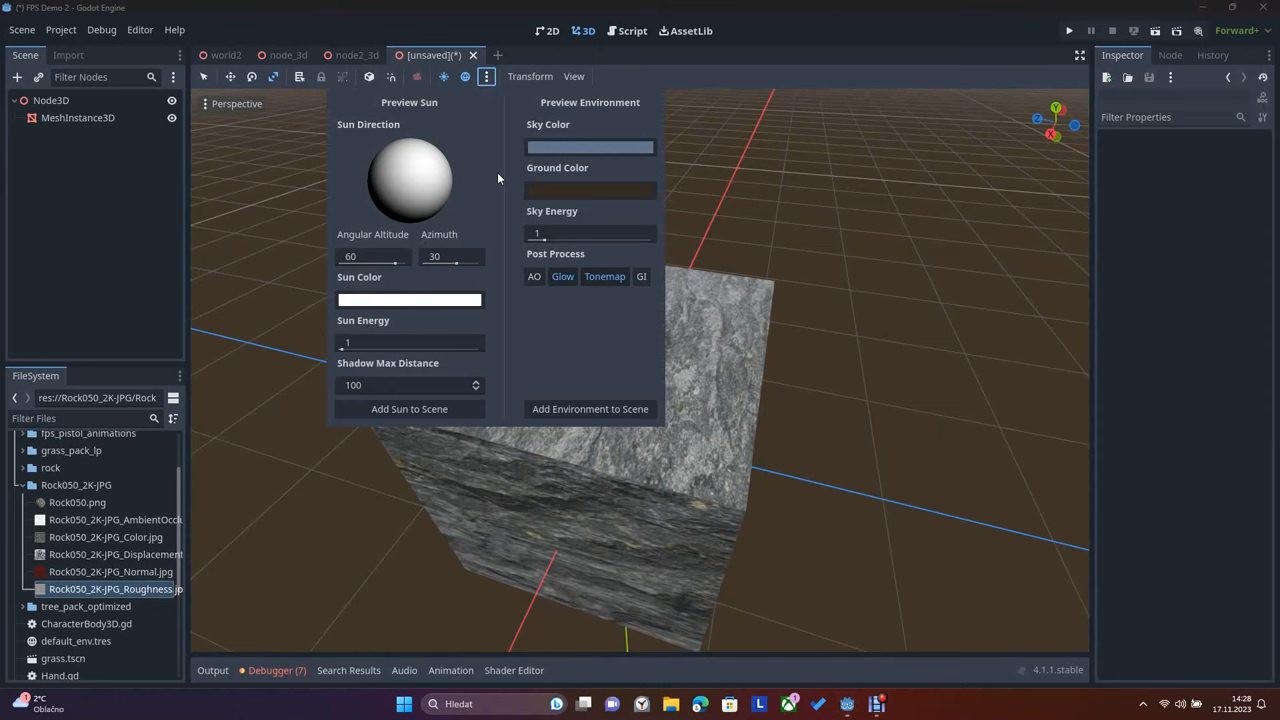 (*) FPS Demo 2 - Godot Engine
Scene Project Debug Editor Help
2D 3D Script AssetLib
Forward+
Scene Import
world2 node_3d node2_3d [unsaved](*)
Inspector Node History
Filter Nodes
Transform View
Node3D
MeshInstance3D
Perspective
Preview Sun
Sun Direction
Angular Altitude Azimuth
60 30
Sun Color
Sun Energy
1
Shadow Max Distance
100
Add Sun to Scene
Preview Environment
Sky Color
Ground Color
Sky Energy
1
Post Process
AO Glow Tonemap GI
Add Environment to Scene
Y
Z
X
Filter Properties
FileSystem
res://Rock050_2K-JPG/Rock
Filter Files
fps_pistol_animations
grass_pack_lp
rock
Rock050_2K-JPG
Rock050.png
Rock050_2K-JPG_AmbientOccl
Rock050_2K-JPG_Color.jpg
Rock050_2K-JPG_Displacement
Rock050_2K-JPG_Normal.jpg
Rock050_2K-JPG_Roughness.jp
tree_pack_optimized
CharacterBody3D.gd
default_env.tres
grass.tscn
Hand.gd
Output Debugger (7) Search Results Audio Animation Shader Editor
4.1.1.stable
1
2°C
Oblačno
Hledat
L
1
14:28
17.11.2023